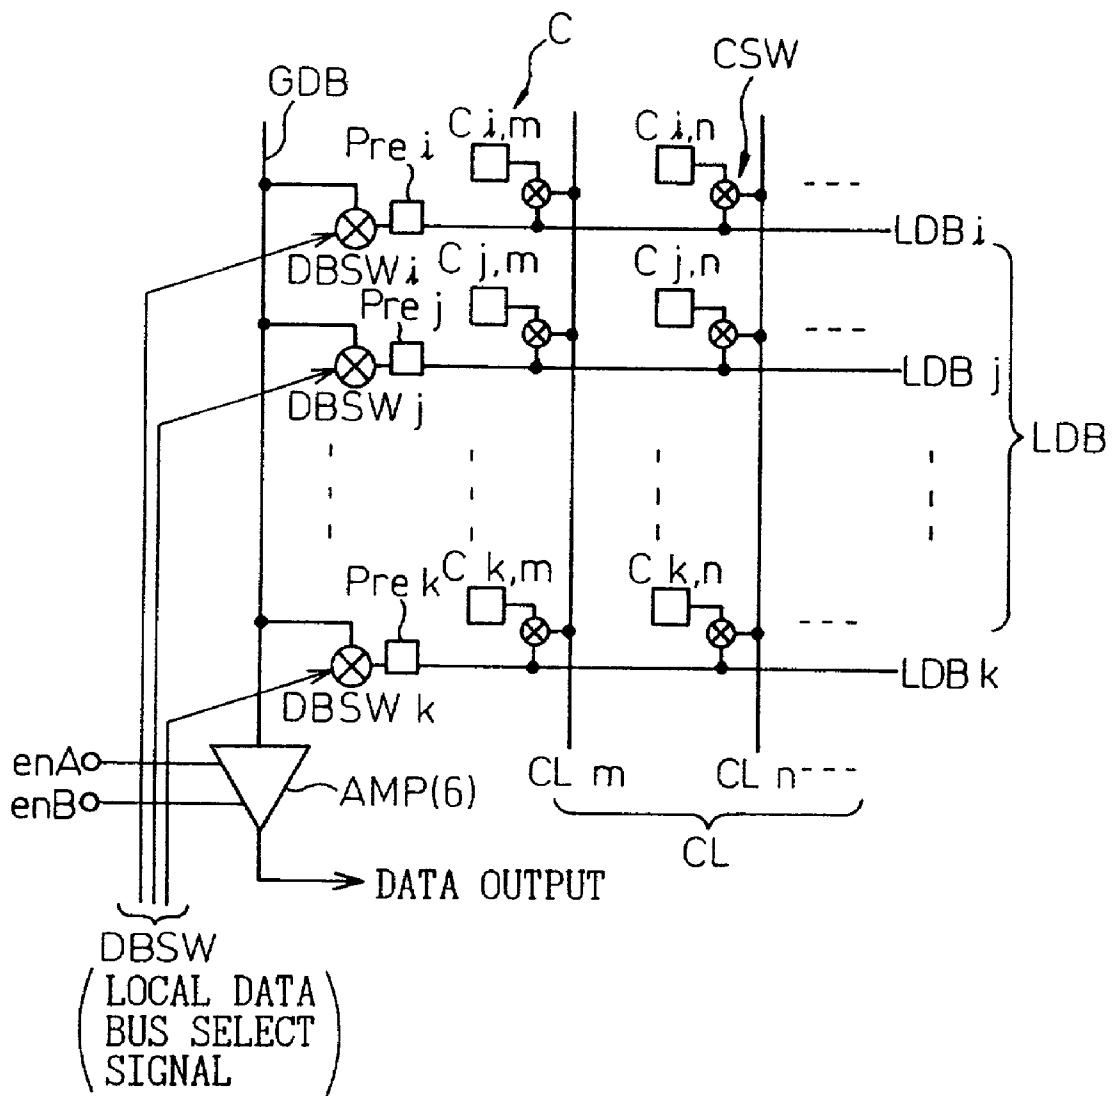 C
CSW
GDB
C i,m
C i,n
Pre i
- - -
LDB i
DBSW i
C j,m
C j,n
Pre j
- - -
LDB j
DBSW j
LDB
C k,m
C k,n
Pre k
- - -
LDB k
DBSW k
enA
enB
AMP(6)
CL m
CL n - - -
CL
DATA OUTPUT
DBSW
(LOCAL DATA
BUS SELECT
SIGNAL)